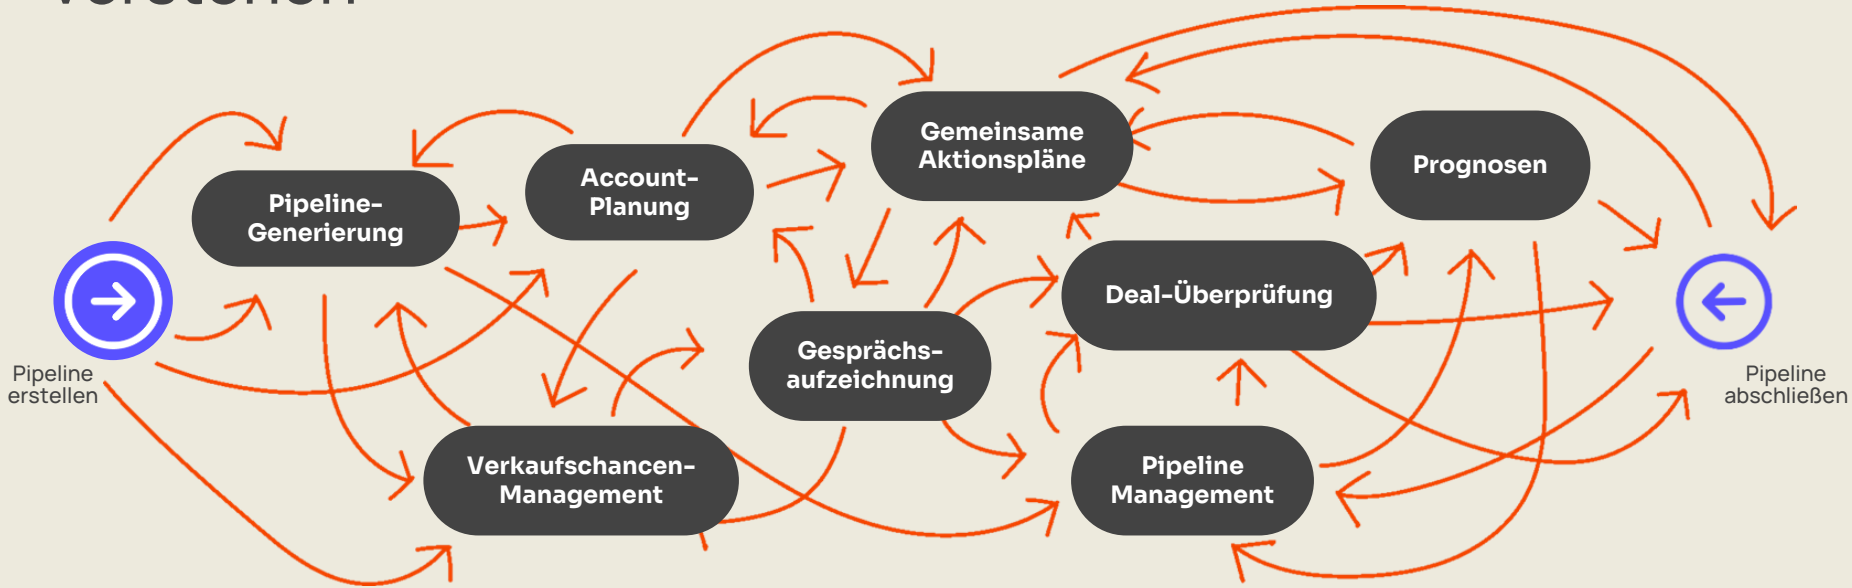 Pipeline
erstellen
Pipeline-
Generierung
Account-
Planung
Gemeinsame
Aktionspläne
Prognosen
Verkaufschancen-
Management
Gesprächs-
aufzeichnung
Deal-Überprüfung
Pipeline
Management
Pipeline
abschließen